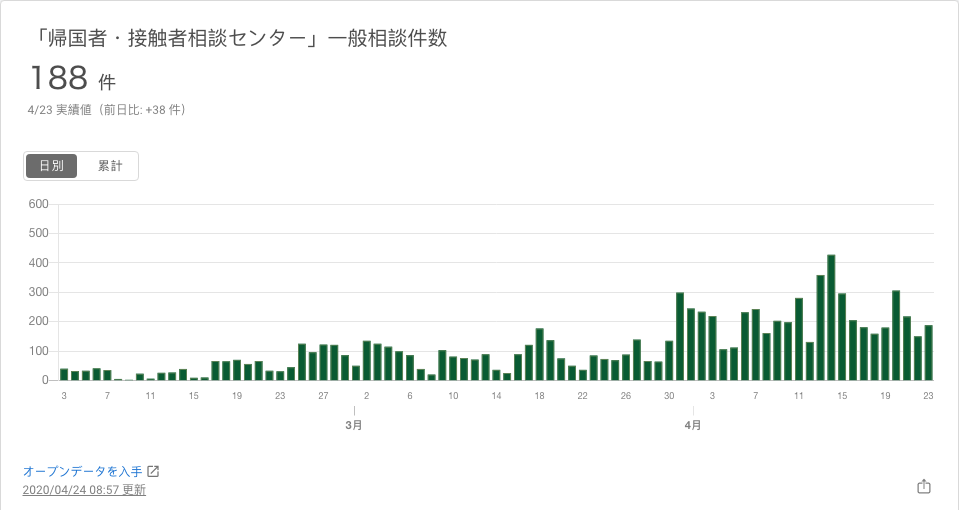 「帰国者・接触者相談センター」一般相談件数
188 件
4/23 実績値（前日比: +38 件）
日別 累計
600
500
400
300
200
100
0
3 7 11 15 19 23 27 2 6 10 14 18 22 26 30 3 7 11 15 19 23
3月 4月
オープンデータを入手
2020/04/24 08:57 更新